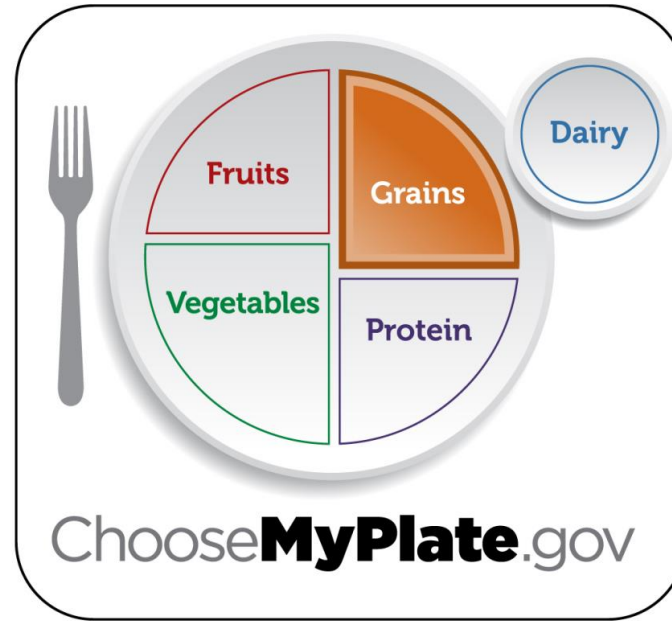 Fruits
Grains
Dairy
Vegetables
Protein
ChooseMyPlate.gov